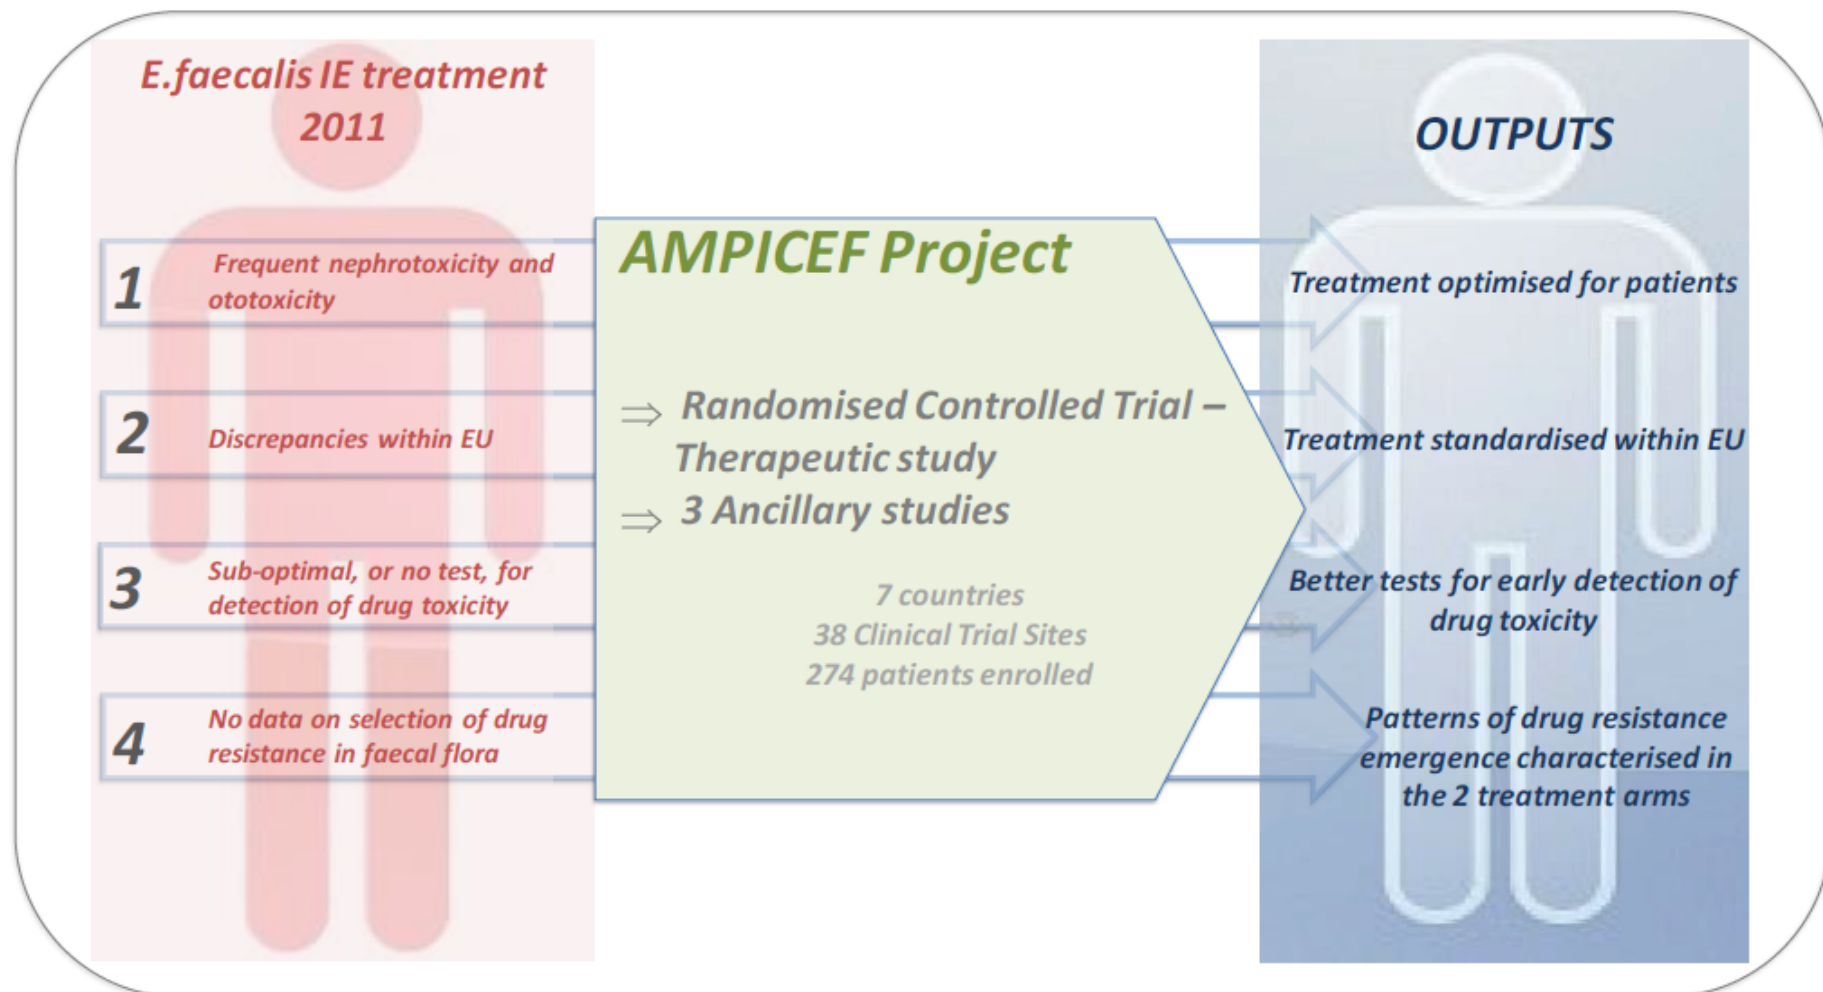 E.faecalis IE treatment
2011
1
Frequent nephrotoxicity and
ototoxicity
2
Discrepancies within EU
3
Sub-optimal, or no test, for
detection of drug toxicity
4
No data on selection of drug
resistance in faecal flora
AMPICEF Project
⇒ Randomised Controlled Trial –
Therapeutic study
⇒ 3 Ancillary studies
7 countries
38 Clinical Trial Sites
274 patients enrolled
OUTPUTS
Treatment optimised for patients
Treatment standardised within EU
Better tests for early detection of
drug toxicity
Patterns of drug resistance
emergence characterised in
the 2 treatment arms